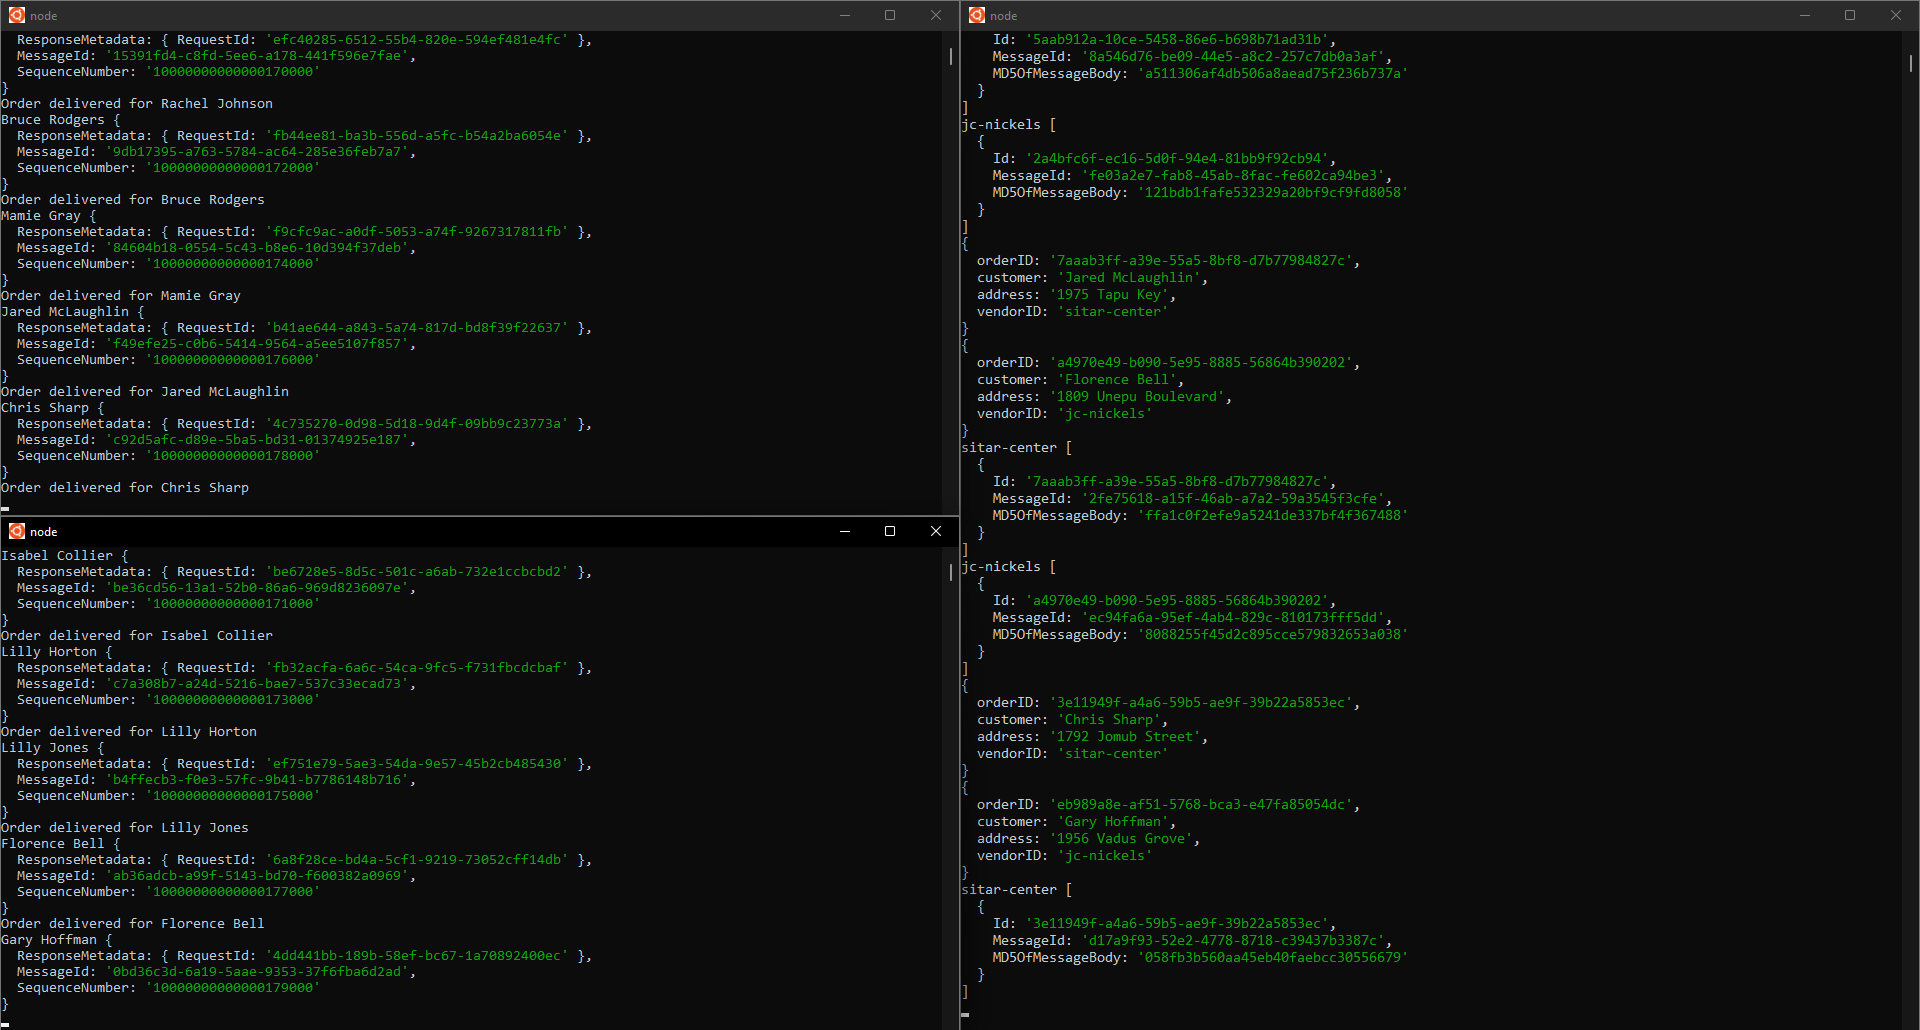 node
  ResponseMetadata: { RequestId: 'efc40285-6512-55b4-820e-594ef481e4fc' },
  MessageId: '15391fd4-c8fd-5ee6-a178-441f596e7fae',
  SequenceNumber: '10000000000000170000'
}
Order delivered for Rachel Johnson
Bruce Rodgers {
  ResponseMetadata: { RequestId: 'fb44ee81-ba3b-556d-a5fc-b54a2ba6054e' },
  MessageId: '9db17395-a763-5784-ac64-285e36feb7a7',
  SequenceNumber: '10000000000000172000'
}
Order delivered for Bruce Rodgers
Mamie Gray {
  ResponseMetadata: { RequestId: 'f9cfc9ac-a0df-5053-a74f-9267317811fb' },
  MessageId: '84604b18-0554-5c43-b8e6-10d394f37deb',
  SequenceNumber: '10000000000000174000'
}
Order delivered for Mamie Gray
Jared McLaughlin {
  ResponseMetadata: { RequestId: 'b41ae644-a843-5a74-817d-bd8f39f22637' },
  MessageId: 'f49efe25-c0b6-5414-9564-a5ee5107f857',
  SequenceNumber: '10000000000000176000'
}
Order delivered for Jared McLaughlin
Chris Sharp {
  ResponseMetadata: { RequestId: '4c735270-0d98-5d18-9d4f-09bb9c23773a' },
  MessageId: 'c92d5afc-d89e-5ba5-bd31-01374925e187',
  SequenceNumber: '10000000000000178000'
}
Order delivered for Chris Sharp
node
Isabel Collier {
  ResponseMetadata: { RequestId: 'be6728e5-8d5c-501c-a6ab-732e1ccbcbd2' },
  MessageId: 'be36cd56-13a1-52b0-86a6-969d8236097e',
  SequenceNumber: '10000000000000171000'
}
Order delivered for Isabel Collier
Lilly Horton {
  ResponseMetadata: { RequestId: 'fb32acfa-6a6c-54ca-9fc5-f731fbcdcbaf' },
  MessageId: 'c7a308b7-a24d-5216-bae7-537c33ecad73',
  SequenceNumber: '10000000000000173000'
}
Order delivered for Lilly Horton
Lilly Jones {
  ResponseMetadata: { RequestId: 'ef751e79-5ae3-54da-9e57-45b2cb485430' },
  MessageId: 'b4ffecb3-f0e3-57fc-9b41-b7786148b716',
  SequenceNumber: '10000000000000175000'
}
Order delivered for Lilly Jones
Florence Bell {
  ResponseMetadata: { RequestId: '6a8f28ce-bd4a-5cf1-9219-73052cff14db' },
  MessageId: 'ab36adcb-a99f-5143-bd70-f600382a0969',
  SequenceNumber: '10000000000000177000'
}
Order delivered for Florence Bell
Gary Hoffman {
  ResponseMetadata: { RequestId: '4dd441bb-189b-58ef-bc67-1a70892400ec' },
  MessageId: '0bd36c3d-6a19-5aae-9353-37f6fba6d2ad',
  SequenceNumber: '10000000000000179000'
}
node
    Id: '5aab912a-10ce-5458-86e6-b698b71ad31b',
    MessageId: '8a546d76-be09-44e5-a8c2-257c7db0a3af',
    MD5OfMessageBody: 'a511306af4db506a8aead75f236b737a'
  }
]
jc-nickels [
  {
    Id: '2a4bfc6f-ec16-5d0f-94e4-81bb9f92cb94',
    MessageId: 'fe03a2e7-fab8-45ab-8fac-fe602ca94be3',
    MD5OfMessageBody: '121bdb1fafe532329a20bf9cf9fd8058'
  }
]
{
  orderID: '7aaab3ff-a39e-55a5-8bf8-d7b77984827c',
  customer: 'Jared McLaughlin',
  address: '1975 Tapu Key',
  vendorID: 'sitar-center'
}
{
  orderID: 'a4970e49-b090-5e95-8885-56864b390202',
  customer: 'Florence Bell',
  address: '1809 Unepu Boulevard',
  vendorID: 'jc-nickels'
}
sitar-center [
  {
    Id: '7aaab3ff-a39e-55a5-8bf8-d7b77984827c',
    MessageId: '2fe75618-a15f-46ab-a7a2-59a3545f3cfe',
    MD5OfMessageBody: 'ffa1c0f2efe9a5241de337bf4f367488'
  }
]
jc-nickels [
  {
    Id: 'a4970e49-b090-5e95-8885-56864b390202',
    MessageId: 'ec94fa6a-95ef-4ab4-829c-810173fff5dd',
    MD5OfMessageBody: '8088255f45d2c895cce579832653a038'
  }
]
{
  orderID: '3e11949f-a4a6-59b5-ae9f-39b22a5853ec',
  customer: 'Chris Sharp',
  address: '1792 Jomub Street',
  vendorID: 'sitar-center'
}
{
  orderID: 'eb989a8e-af51-5768-bca3-e47fa85054dc',
  customer: 'Gary Hoffman',
  address: '1956 Vadus Grove',
  vendorID: 'jc-nickels'
}
sitar-center [
  {
    Id: '3e11949f-a4a6-59b5-ae9f-39b22a5853ec',
    MessageId: 'd17a9f93-52e2-4778-8718-c39437b3387c',
    MD5OfMessageBody: '058fb3b560aa45eb40faebcc30556679'
  }
]